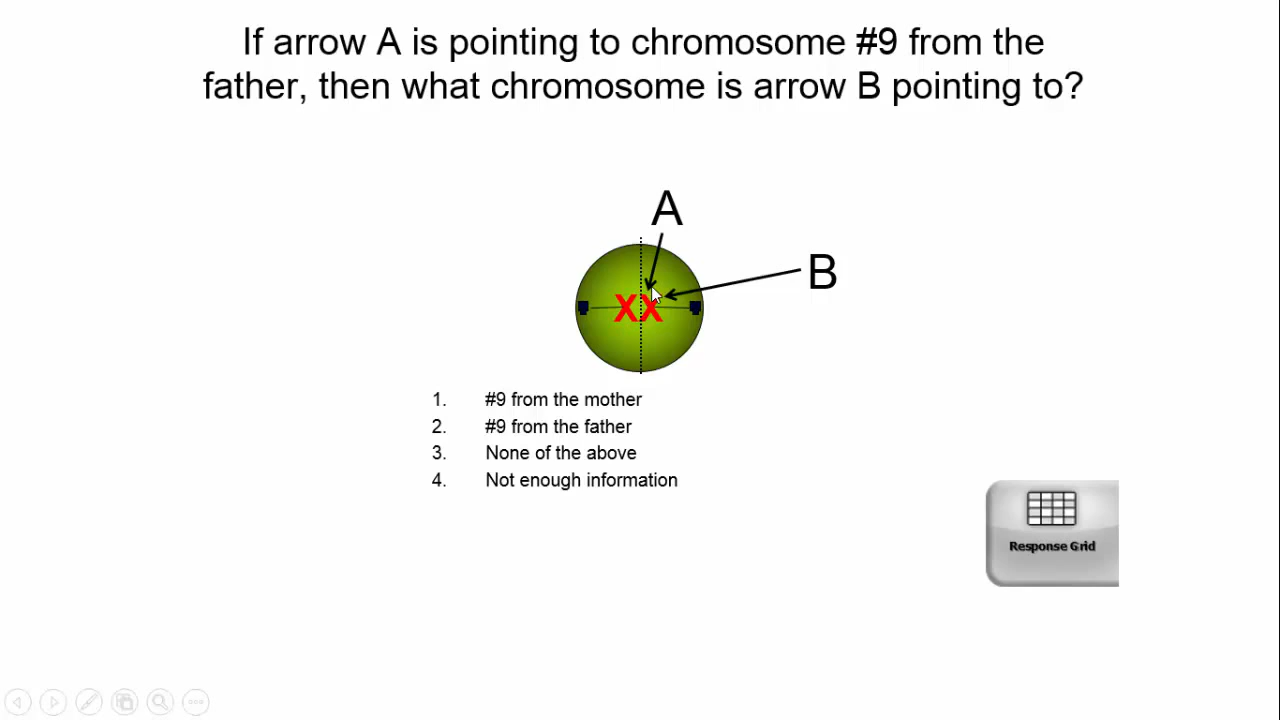 If arrow A is pointing to chromosome #9 from the
father, then what chromosome is arrow B pointing to?
A
B
XX
1. #9 from the mother
2. #9 from the father
3. None of the above
4. Not enough information
Response Grid